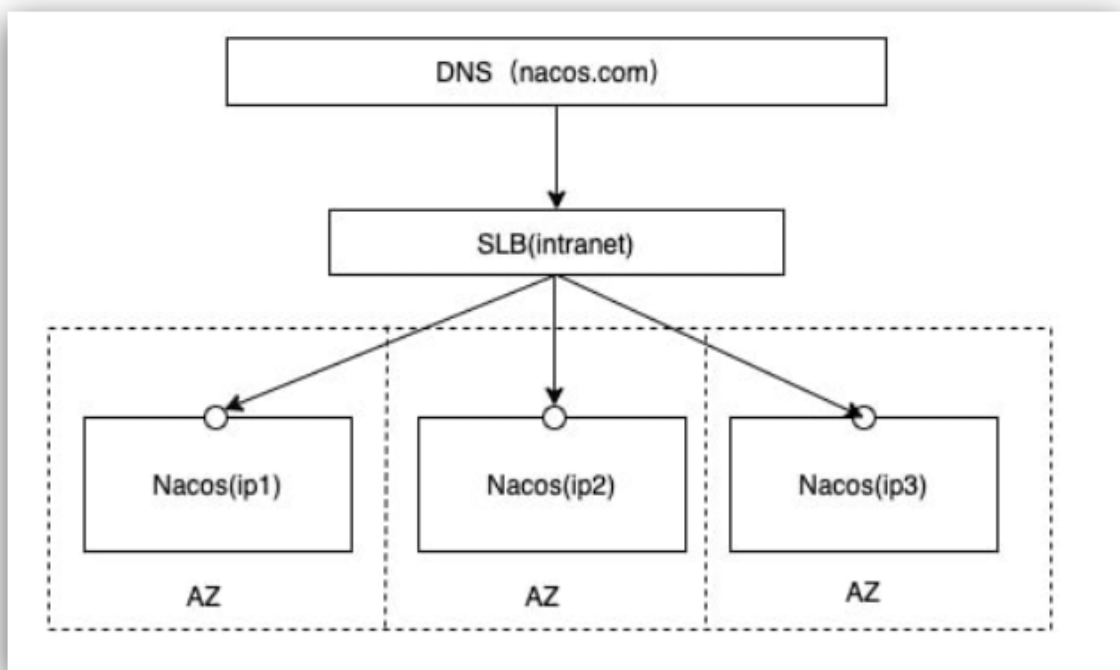 DNS（nacos.com）
SLB(intranet)
Nacos(ip1)
Nacos(ip2)
Nacos(ip3)
AZ
AZ
AZ